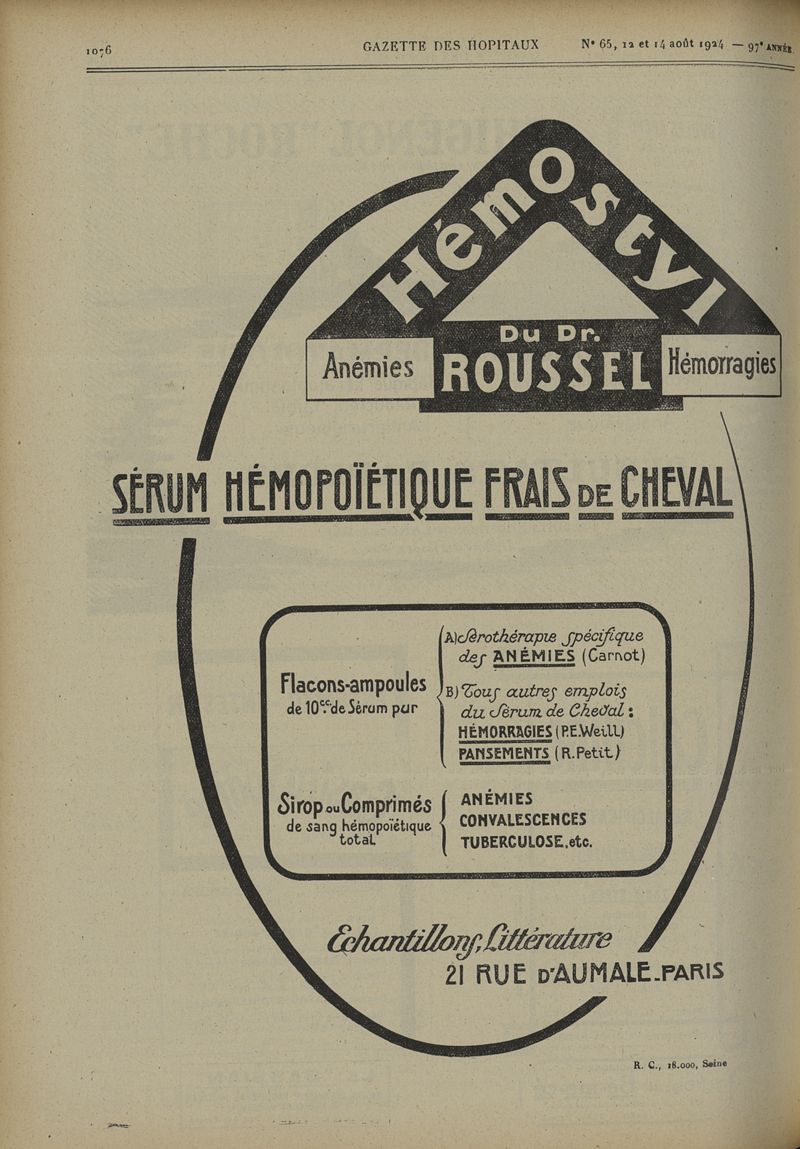 1076
GAZETTE DES HOPITAUX
N° 65, 12 et 14 août 1924 — 97e ANNÉE.
Hémostyl
Du Dr.
ROUSSEL
Anémies
Hémorragies
SÉRUM HÉMOPOÏÉTIQUE FRAIS DE CHEVAL
Flacons-ampoules
de 10cc. de Sérum pur
A) Sérothérapie Spécifique
des ANÉMIES (Carnot)
B) Tous autres emplois
du Sérum de Cheval :
HÉMORRAGIES (P.E.Weill)
PANSEMENTS (R.Petit)
Sirop ou Comprimés
de sang hémopoïétique
total
ANÉMIES
CONVALESCENCES
TUBERCULOSE, etc.
Echantillons, Littérature
21 RUE D'AUMALE_PARIS
R. C., 18.000, Seine